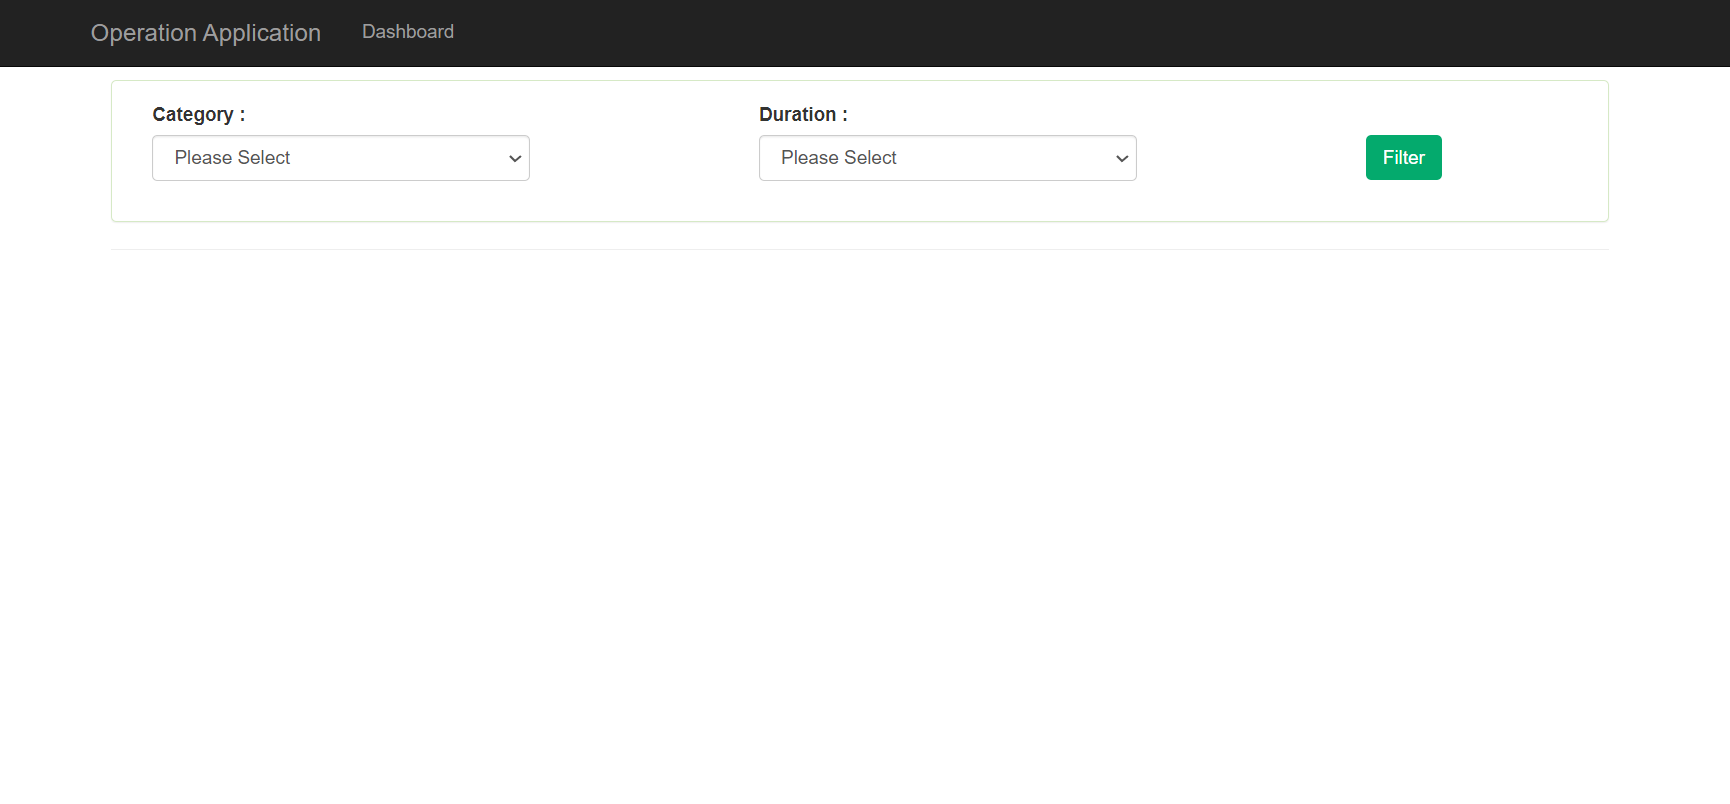 Operation Application Dashboard
Category : Duration :
Please Select Please Select Filter